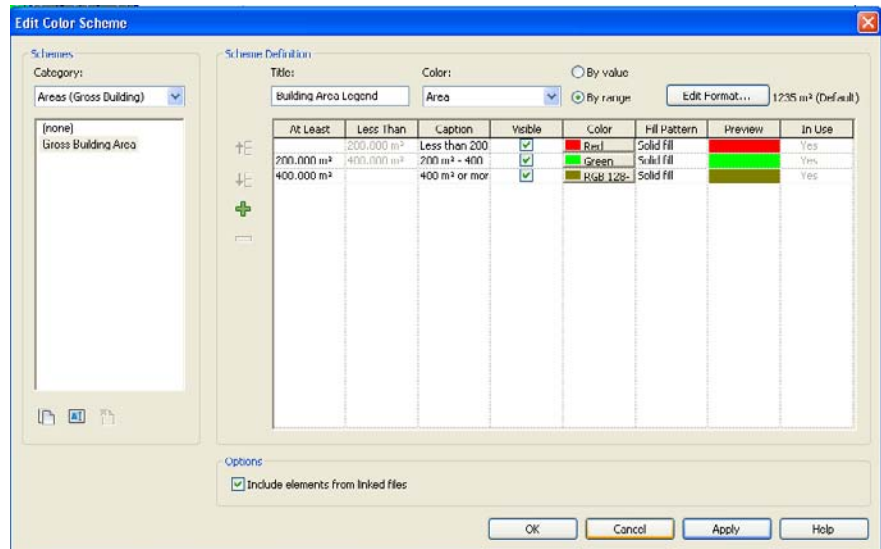 Edit Color Scheme
Schemes
Category:
Areas (Gross Building)
(none)
Gross Building Area
Scheme Definition
Title: Color: By value
Building Area Legend Area By range Edit Format... 1235 m² (Default)
At Least Less Than Caption Visible Color Fill Pattern Preview In Use
200.000 m² Less than 200 Red Solid fill Yes
200.000 m² 400.000 m² 200 m² - 400 Green Solid fill Yes
400.000 m² 400 m² or mor RGB 128- Solid fill Yes
Options
Include elements from linked files
OK Cancel Apply Help